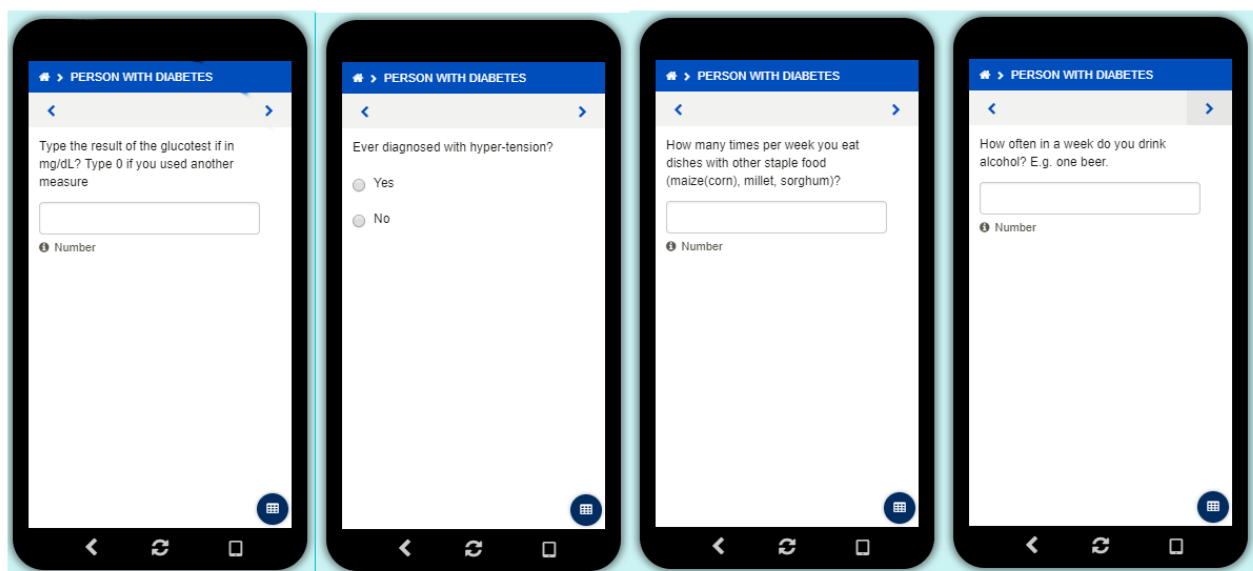 > PERSON WITH DIABETES
Type the result of the glucotest if in
mg/dL? Type 0 if you used another
measure
Number
> PERSON WITH DIABETES
Ever diagnosed with hyper-tension?
Yes
No
> PERSON WITH DIABETES
How many times per week you eat
dishes with other staple food
(maize(corn), millet, sorghum)?
Number
> PERSON WITH DIABETES
How often in a week do you drink
alcohol? E.g. one beer.
Number